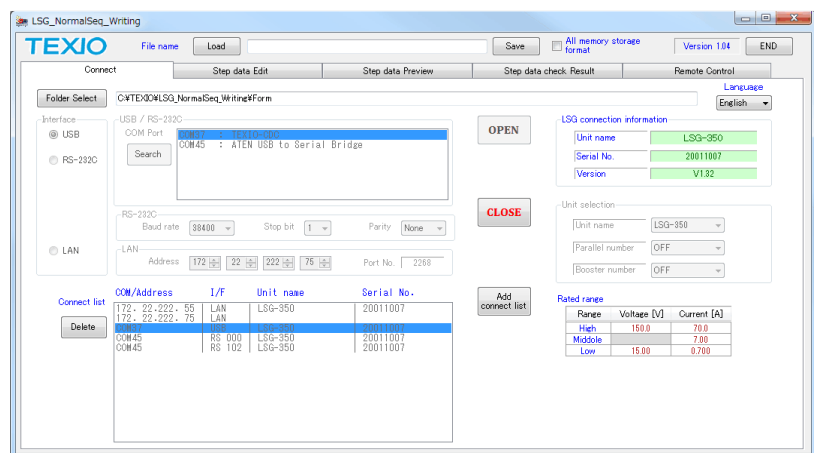 LSG_NormalSeq_Writing
TEXIO File name Load Save All memory storage format Version 1.04 END
Connect Step data Edit Step data Preview Step data check Result Remote Control
Language
Folder Select C:¥TEXIO¥LSG_NormalSeq_Writing¥Form English
Interface USB / RS-232C OPEN LSG connection information
USB COM Port COM37 : TEXIO-CDC Unit name LSG-350
COM45 : ATEN USB to Serial Bridge
RS-232C Search Serial No. 20011007
Version V1.32
RS-232C CLOSE Unit selection
Baud rate 38400 Stop bit 1 Parity None Unit name LSG-350
LAN LAN Parallel number OFF
Address 172 22 222 75 Port No. 2268 Booster number OFF
Connect list COM/Address I/F Unit name Serial No. Add connect list Rated range
172. 22.222. 55 LAN LSG-350 20011007 Range Voltage [V] Current [A]
172. 22.222. 75 LAN
Delete COM37 USB LSG-350 20011007 High 150.0 70.0
COM45 RS 000 LSG-350 20011007 Middole 7.00
COM45 RS 102 LSG-350 20011007 Low 15.00 0.700